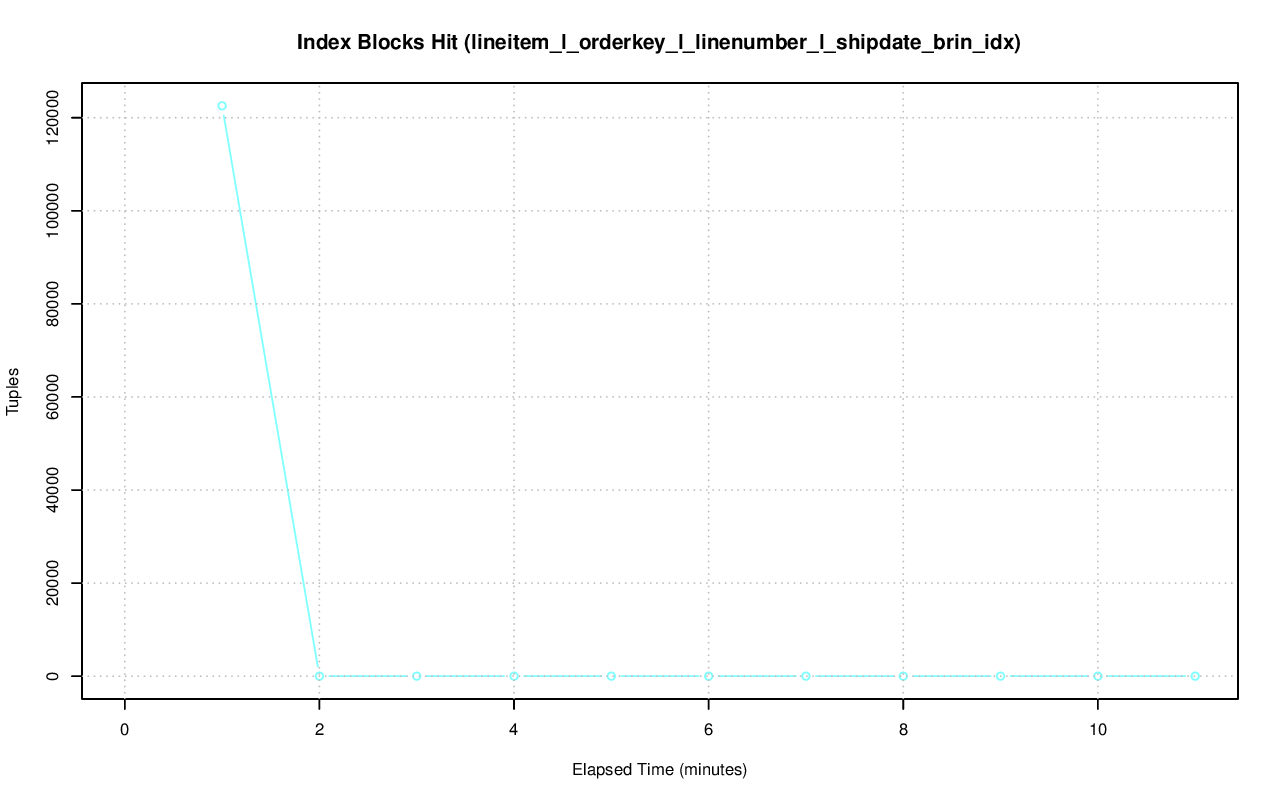 Index Blocks Hit (lineitem_l_orderkey_l_linenumber_l_shipdate_brin_idx)
120000
100000
80000
60000
40000
20000
0
Tuples
0 2 4 6 8 10
Elapsed Time (minutes)